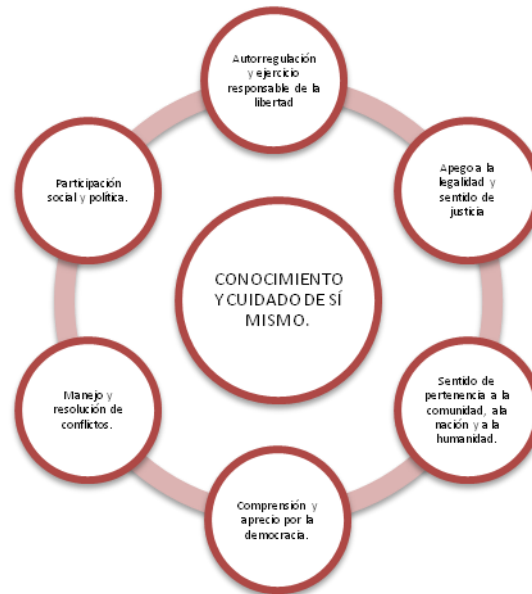 Autorregulación
y ejercicio
responsable de la
libertad
Apego a la
legalidad y
sentido de
justicia
Participación
social y política.
CONOCIMIENTO
Y CUIDADO DE SÍ
MISMO.
Sentido de
pertenencia a la
comunidad, a la
nación y a la
humanidad.
Manejo y
resolución de
conflictos.
Comprensión y
aprecio por la
democracia.